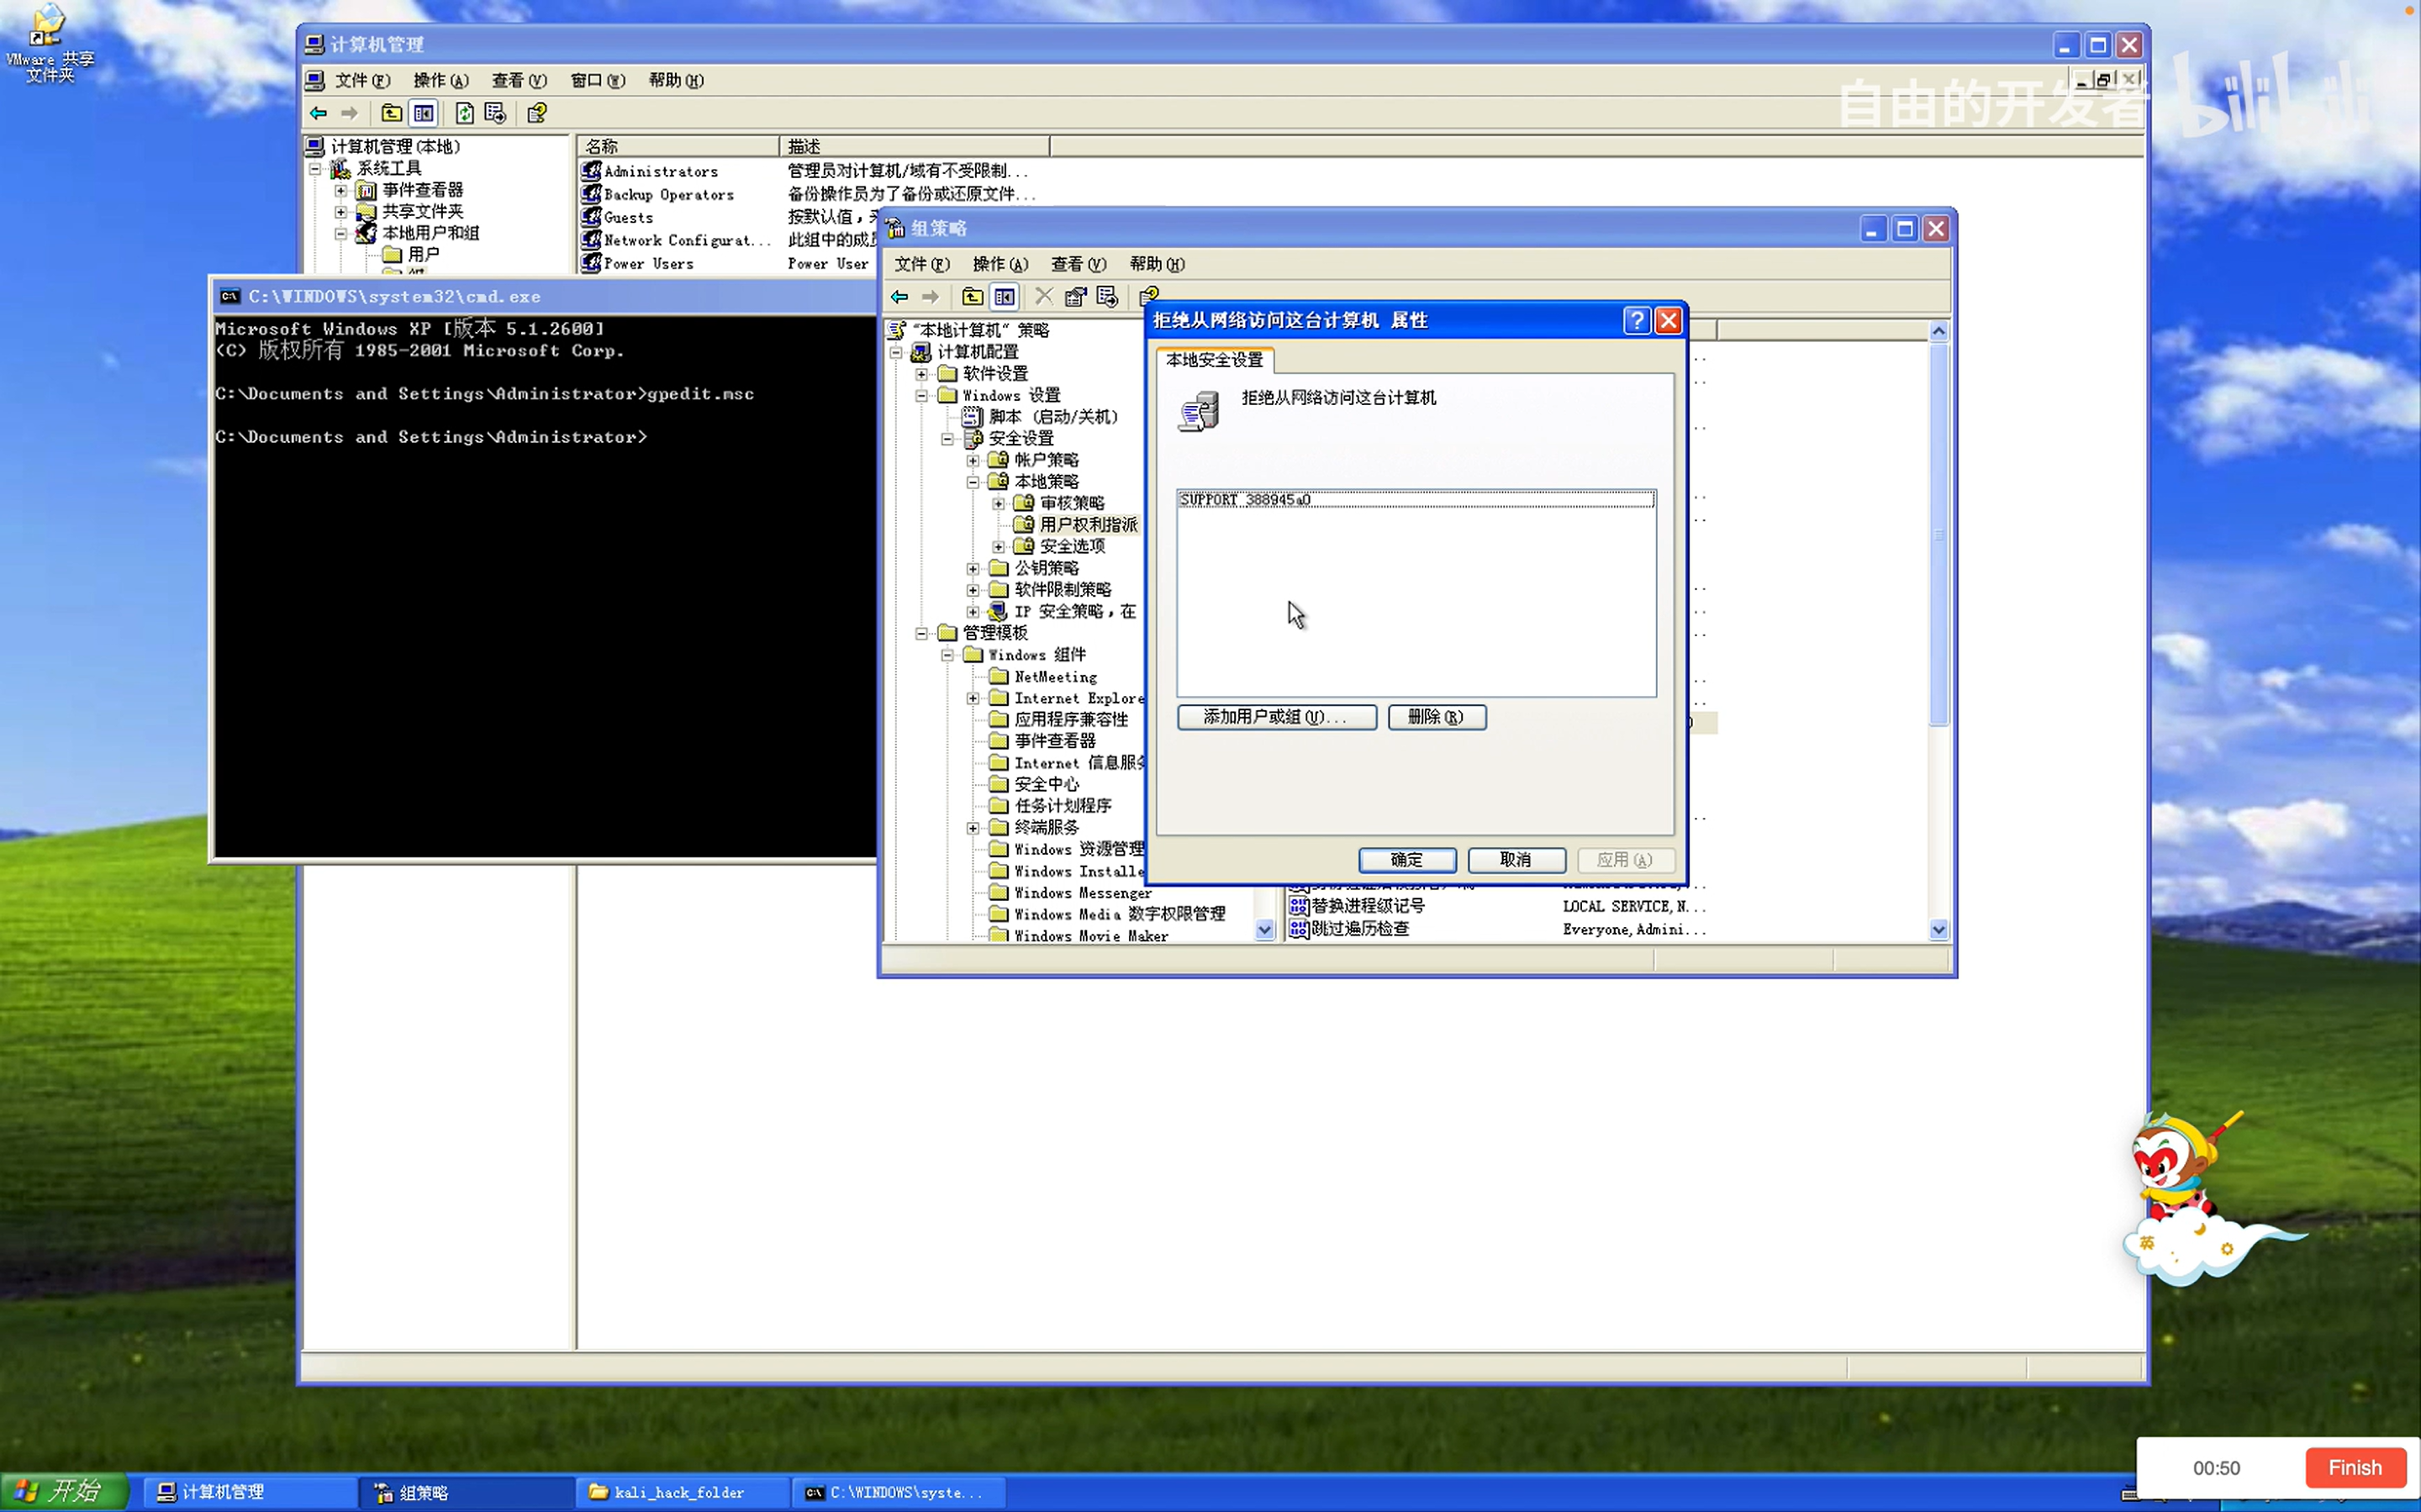 VMware 共享
文件夹
计算机管理
文件(F) 操作(A) 查看(V) 窗口(W) 帮助(H)
自由的开发者 bilibili
计算机管理(本地)
系统工具
事件查看器
共享文件夹
本地用户和组
用户
名称 描述
Administrators 管理员对计算机/域有不受限制...
Backup Operators 备份操作员为了备份或还原文件...
Guests 按默认值，
Network Configurat... 此组中的成
Power Users Power User
C:\WINDOWS\system32\cmd.exe
Microsoft Windows XP [版本 5.1.2600]
(C) 版权所有 1985-2001 Microsoft Corp.
C:\Documents and Settings\Administrator>gpedit.msc
C:\Documents and Settings\Administrator>
组策略
文件(F) 操作(A) 查看(V) 帮助(H)
“本地计算机” 策略
计算机配置
软件设置
Windows 设置
脚本 (启动/关机)
安全设置
帐户策略
本地策略
审核策略
用户权利指派
安全选项
公钥策略
软件限制策略
IP 安全策略，在
管理模板
Windows 组件
NetMeeting
Internet Explore
应用程序兼容性
事件查看器
Internet 信息服
安全中心
任务计划程序
终端服务
Windows 资源管理
Windows Installe
Windows Messenger
Windows Media 数字权限管理
Windows Movie Maker
拒绝从网络访问这台计算机 属性
本地安全设置
拒绝从网络访问这台计算机
SUPPORT_388945a0
添加用户或组(U)... 删除(R)
确定 取消 应用(A)
替换进程级记号 LOCAL SERVICE,N...
跳过遍历检查 Everyone,Admini...
英
00:50 Finish
开始 计算机管理 组策略 kali_hack_folder C:\WINDOWS\syste...